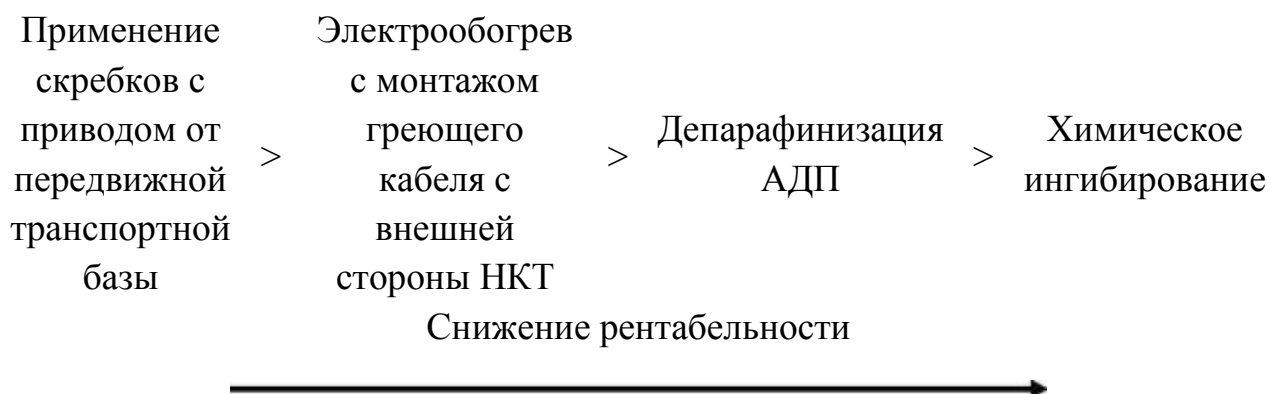 Применение
скребков с
приводом от
передвижной
транспортной
базы
>
Электрообогрев
с монтажом
греющего
кабеля с
внешней
стороны НКТ
>
Депарафинизация
АДП
>
Химическое
ингибирование
Снижение рентабельности